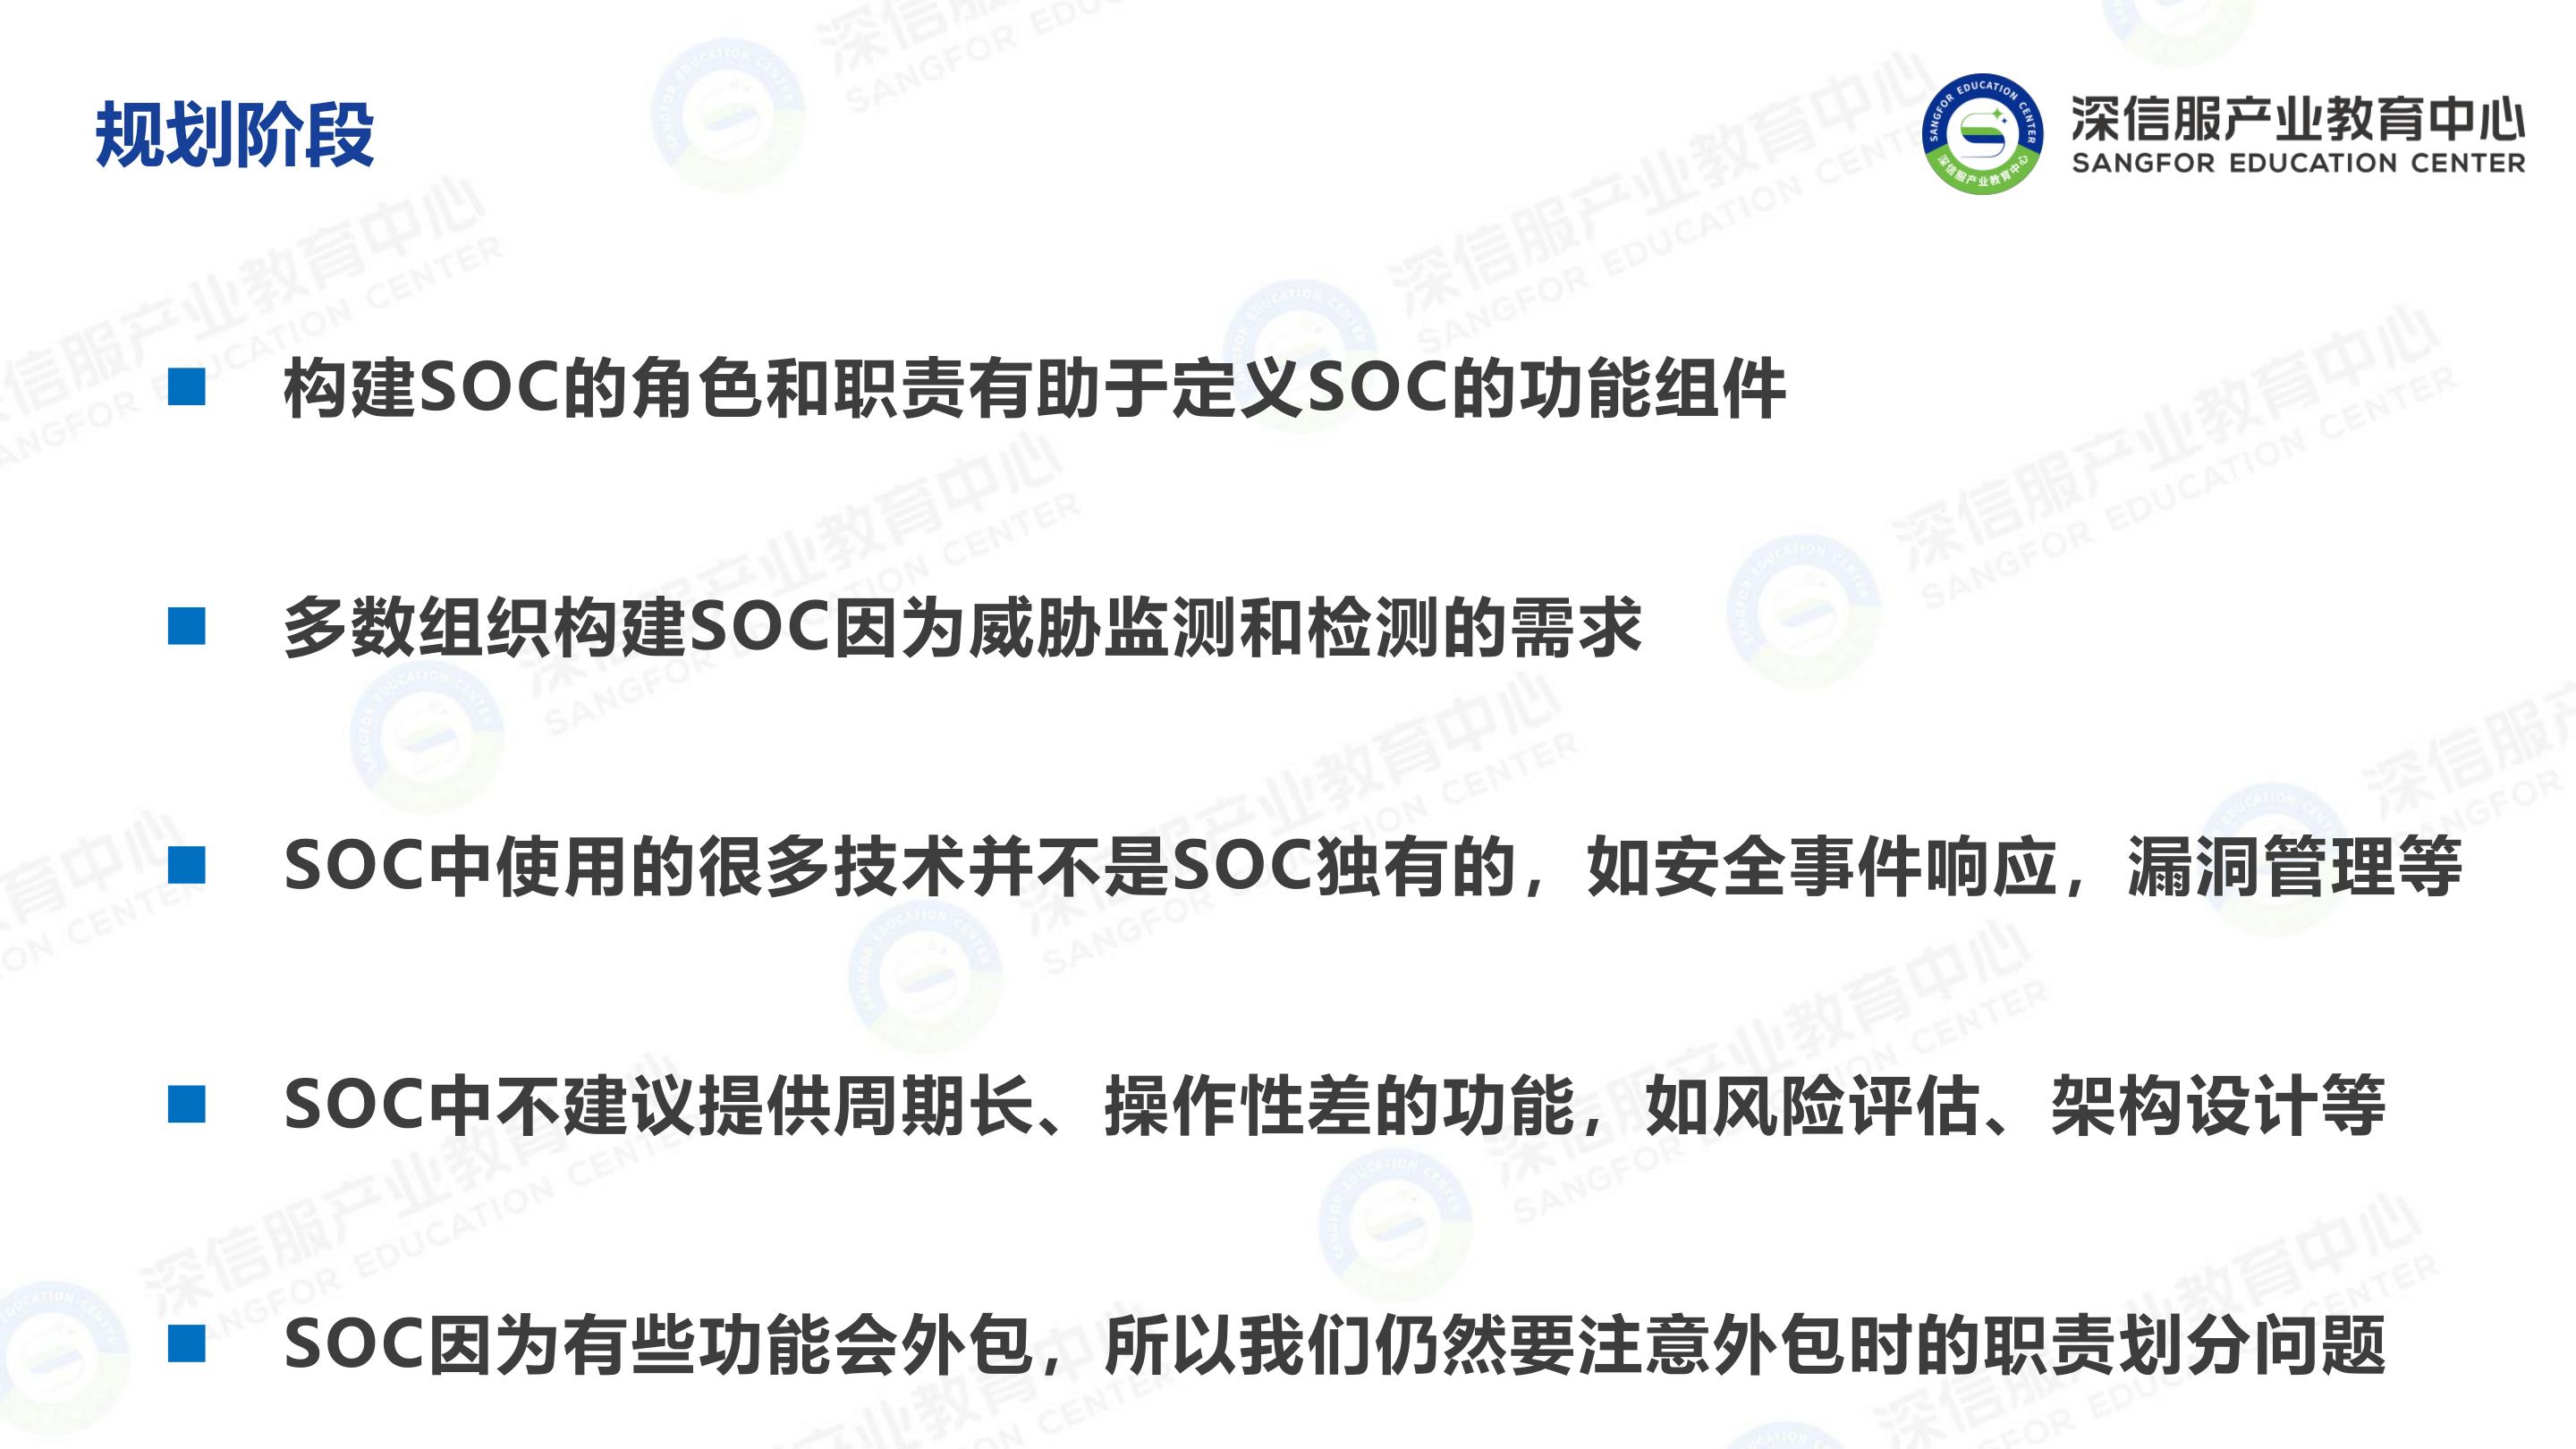 规划阶段
深信服产业教育中心
SANGFOR EDUCATION CENTER
构建SOC的角色和职责有助于定义SOC的功能组件
多数组织构建SOC因为威胁监测和检测的需求
SOC中使用的很多技术并不是SOC独有的，如安全事件响应，漏洞管理等
SOC中不建议提供周期长、操作性差的功能，如风险评估、架构设计等
SOC因为有些功能会外包，所以我们仍然要注意外包时的职责划分问题